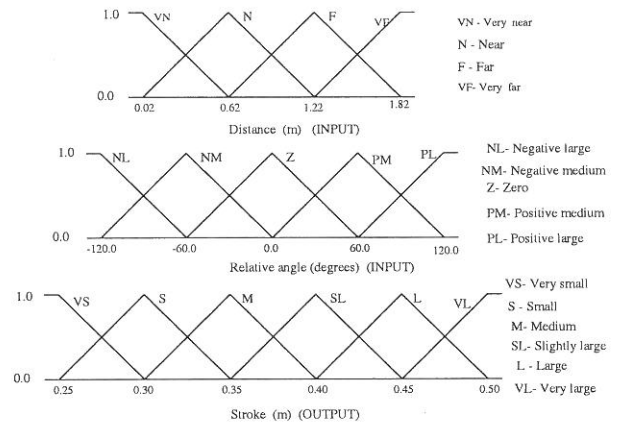 1.0 VN N F VF
0.0
0.02 0.62 1.22 1.82
Distance (m) (INPUT)
VN - Very near
N - Near
F - Far
VF- Very far
1.0 NL NM Z PM PL
0.0
-120.0 -60.0 0.0 60.0 120.0
Relative angle (degrees) (INPUT)
NL- Negative large
NM- Negative medium
Z- Zero
PM- Positive medium
PL- Positive large
1.0 VS S M SL L VL
0.0
0.25 0.30 0.35 0.40 0.45 0.50
Stroke (m) (OUTPUT)
VS- Very small
S - Small
M- Medium
SL- Slightly large
L - Large
VL- Very large